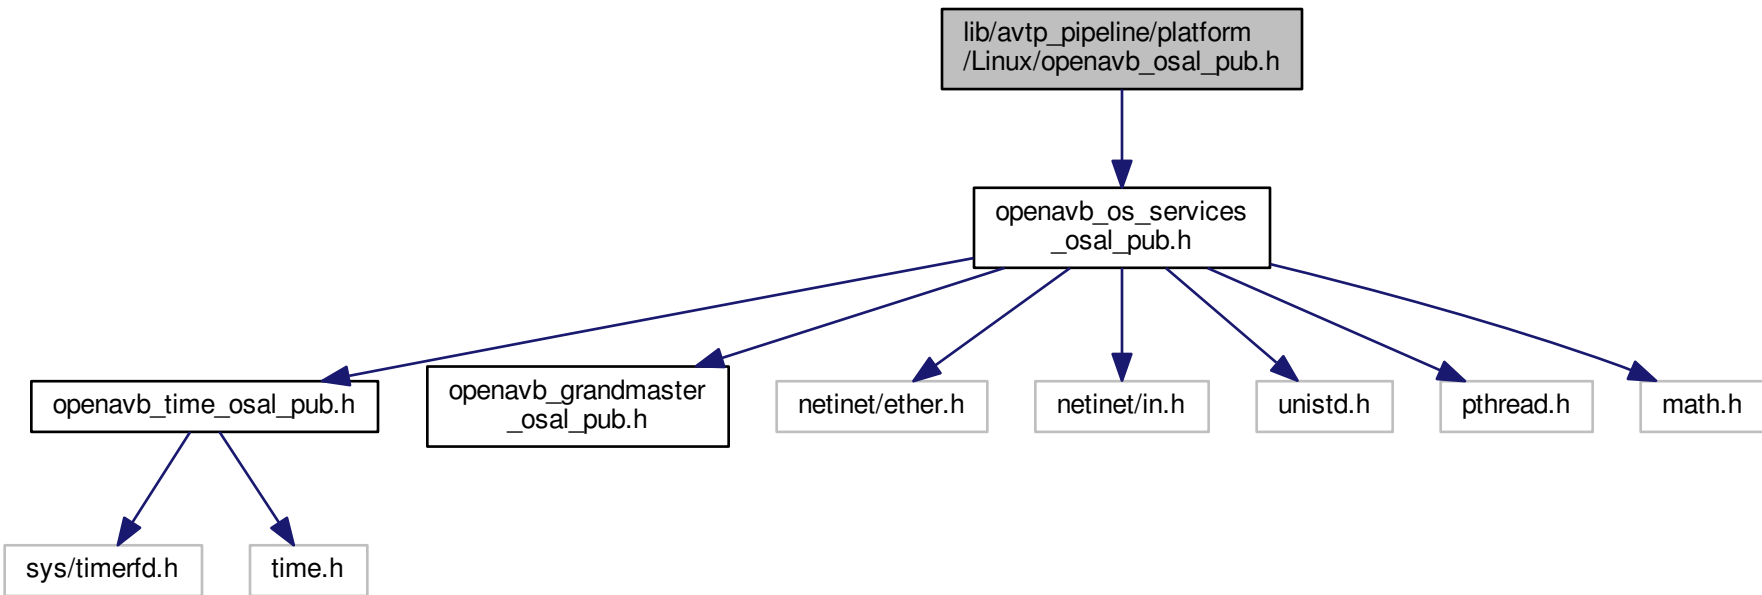 lib/avtp_pipeline/platform
/Linux/openavb_osal_pub.h
openavb_os_services
_osal_pub.h
openavb_time_osal_pub.h
openavb_grandmaster
_osal_pub.h
netinet/ether.h
netinet/in.h
unistd.h
pthread.h
math.h
sys/timerfd.h
time.h